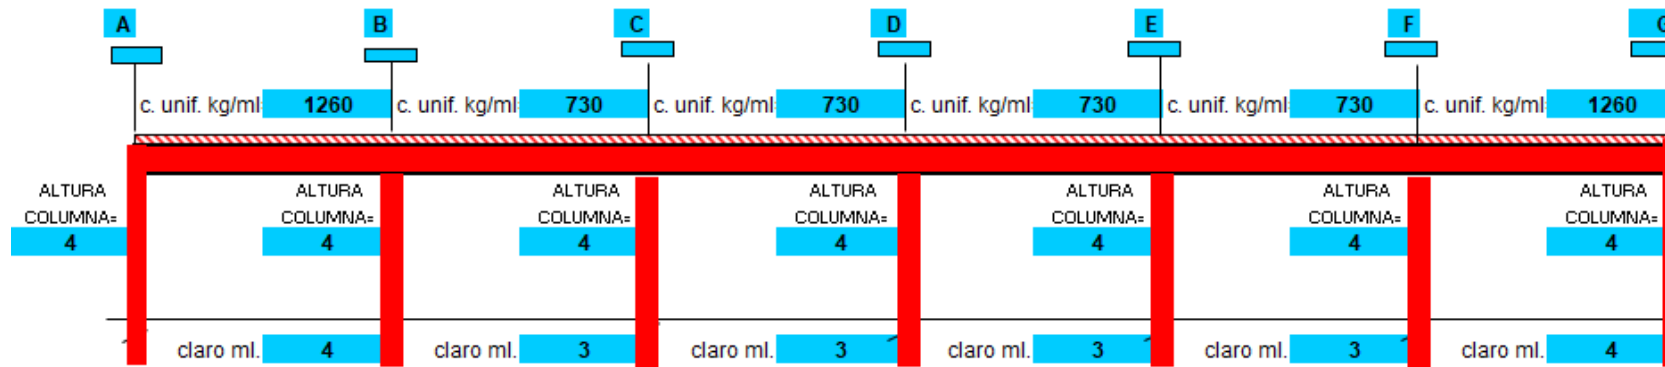 A B C D E F G
c. unif. kg/ml 1260 c. unif. kg/ml 730 c. unif. kg/ml 730 c. unif. kg/ml 730 c. unif. kg/ml 730 c. unif. kg/ml 1260
ALTURA ALTURA ALTURA ALTURA ALTURA ALTURA ALTURA
COLUMNA= COLUMNA= COLUMNA= COLUMNA= COLUMNA= COLUMNA= COLUMNA=
4 4 4 4 4 4 4
claro ml. 4 claro ml. 3 claro ml. 3 claro ml. 3 claro ml. 3 claro ml. 4